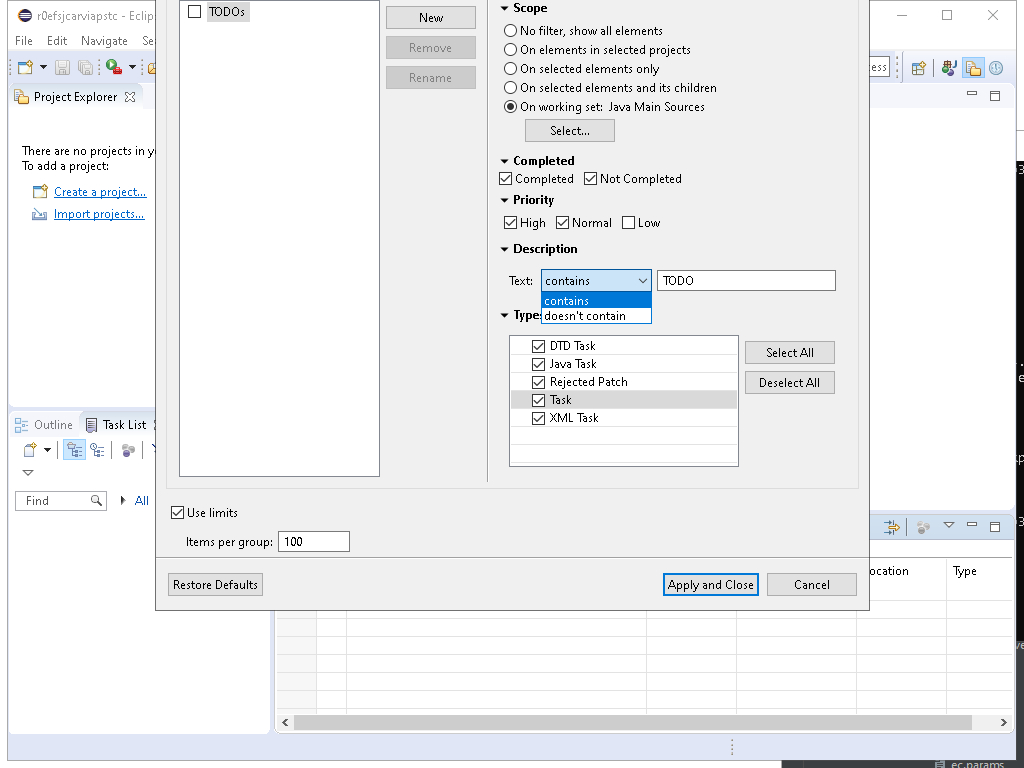 r0efsjcarviapstc - Eclip
File Edit Navigate Se
Project Explorer
There are no projects in y
To add a project:
Create a project...
Import projects...
Outline Task List
Find All
TODOs
New
Remove
Rename
Scope
No filter, show all elements
On elements in selected projects
On selected elements only
On selected elements and its children
On working set: Java Main Sources
Select...
Completed
Completed Not Completed
Priority
High Normal Low
Description
Text: contains TODO
contains
doesn't contain
Types
DTD Task
Java Task
Rejected Patch
Task
XML Task
Select All
Deselect All
Use limits
Items per group: 100
Restore Defaults Apply and Close Cancel
ess
ocation Type
ec.params